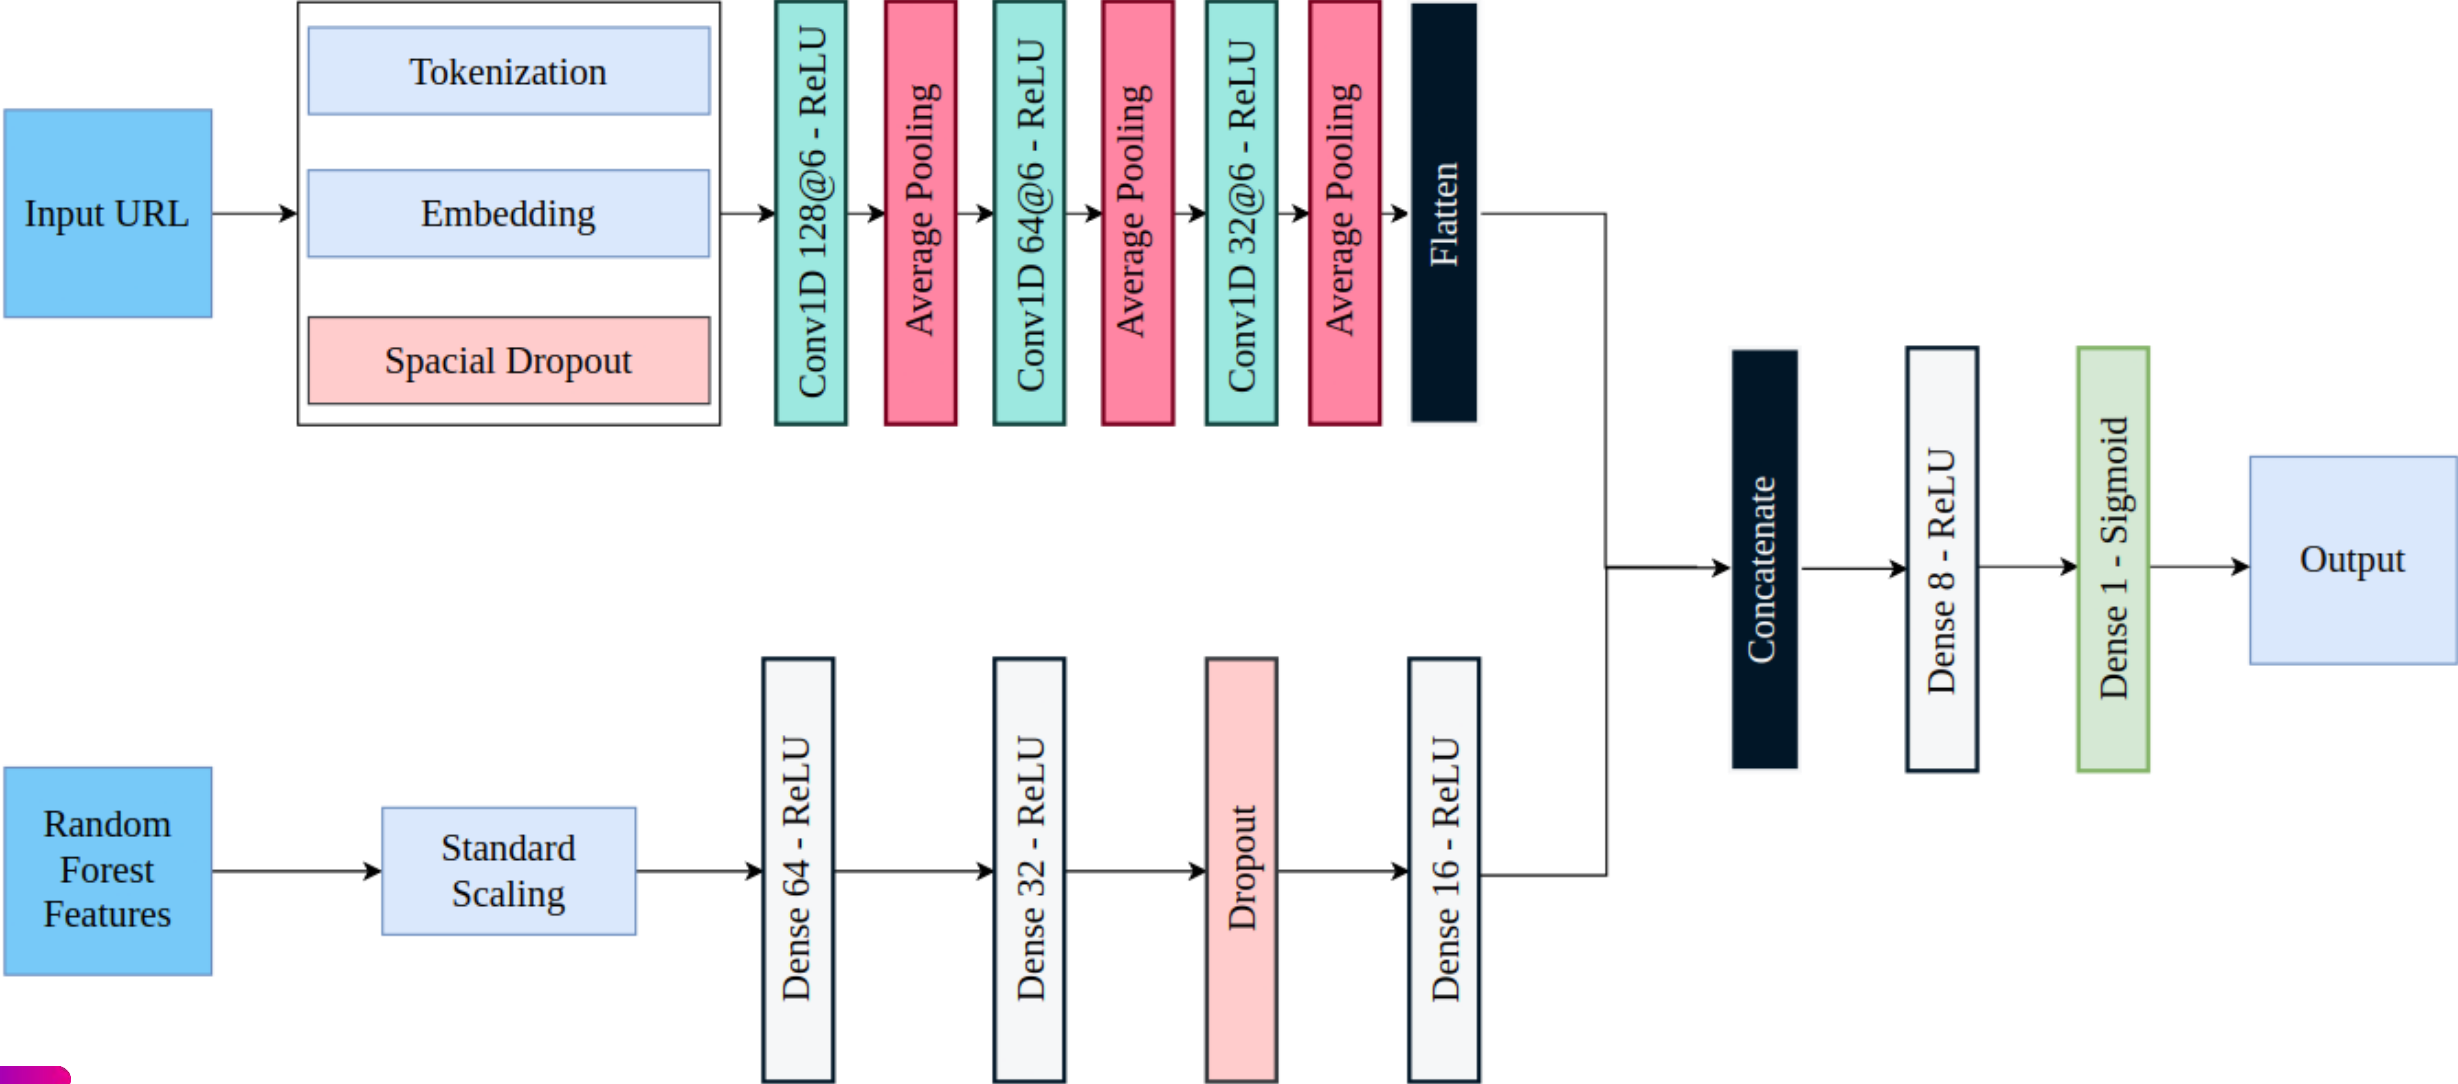 Input URL
Tokenization
Embedding
Spacial Dropout
Conv1D 128@6 - ReLU
Average Pooling
Conv1D 64@6 - ReLU
Average Pooling
Conv1D 32@6 - ReLU
Average Pooling
Flatten
Random
Forest
Features
Standard
Scaling
Dense 64 - ReLU
Dense 32 - ReLU
Dropout
Dense 16 - ReLU
Concatenate
Dense 8 - ReLU
Dense 1 - Sigmoid
Output